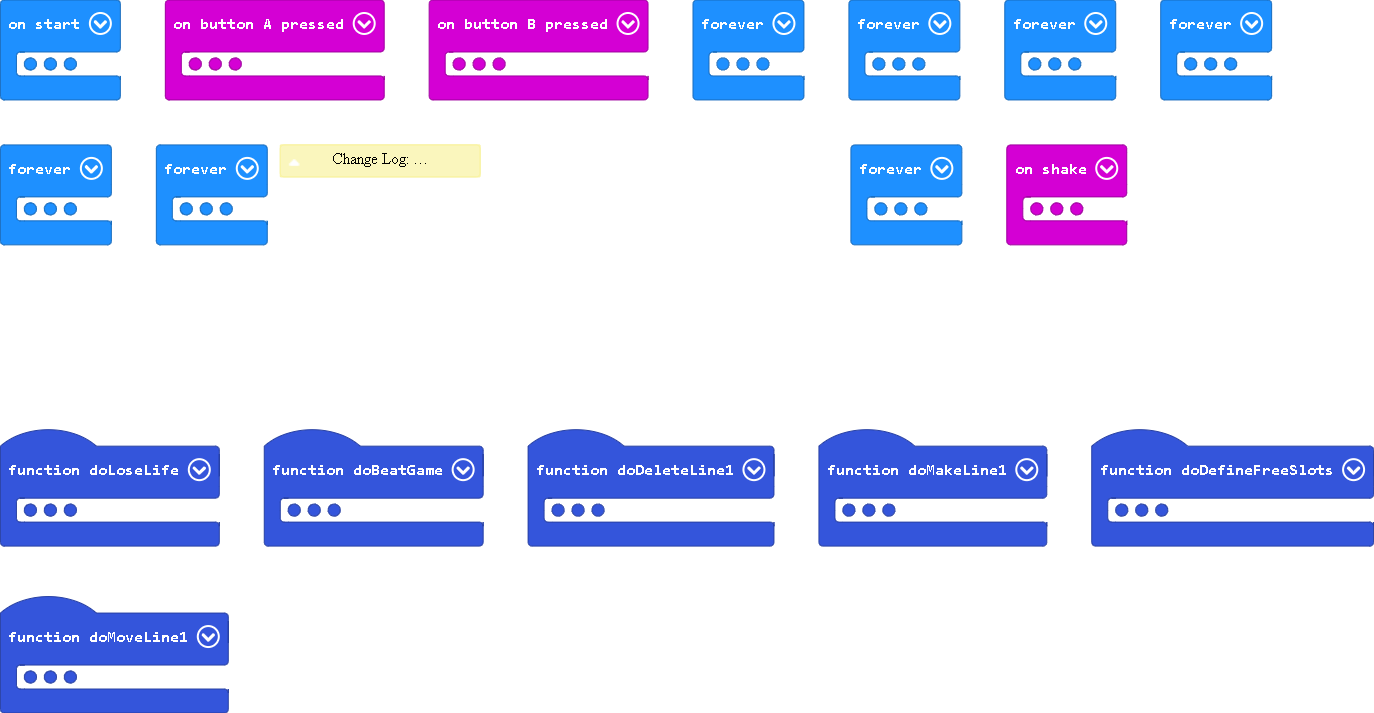 on start
on button A pressed
on button B pressed
forever
forever
forever
forever
forever
forever
Change Log: ...
forever
on shake
function doLoseLife
function doBeatGame
function doDeleteLine1
function doMakeLine1
function doDefineFreeSlots
function doMoveLine1